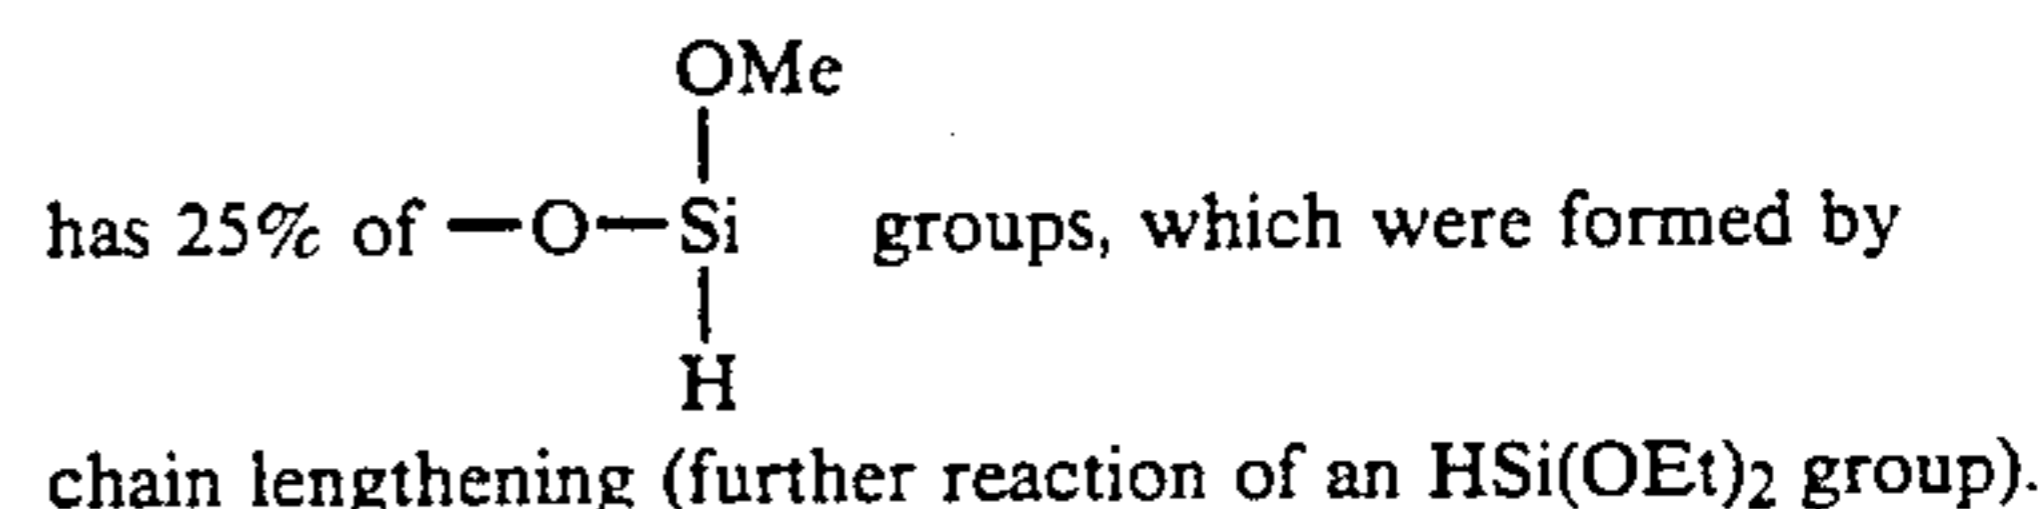 OMe
has 25% of —O—Si groups, which were formed by
H
chain lengthening (further reaction of an HSi(OEt)2 group).